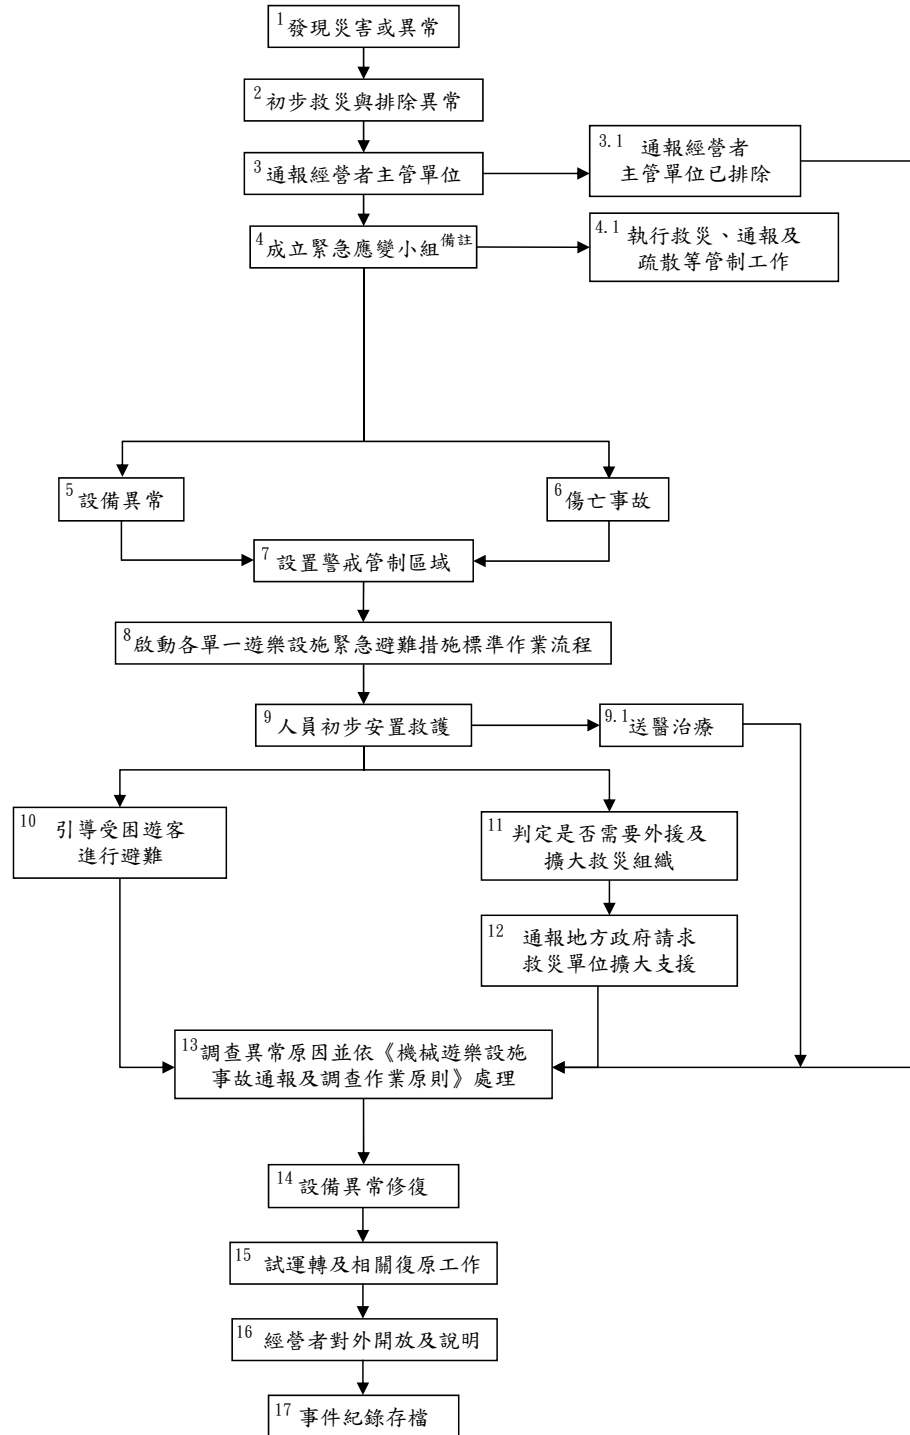 1 發現災害或異常
2 初步救災與排除異常
3 通報經營者主管單位
3.1 通報經營者
主管單位已排除
4 成立緊急應變小組備註
4.1 執行救災、通報及
疏散等管制工作
5 設備異常
6 傷亡事故
7 設置警戒管制區域
8 啟動各單一遊樂設施緊急避難措施標準作業流程
9 人員初步安置救護
9.1 送醫治療
10 引導受困遊客
進行避難
11 判定是否需要外援及
擴大救災組織
12 通報地方政府請求
救災單位擴大支援
13 調查異常原因並依《機械遊樂設施
事故通報及調查作業原則》處理
14 設備異常修復
15 試運轉及相關復原工作
16 經營者對外開放及說明
17 事件紀錄存檔